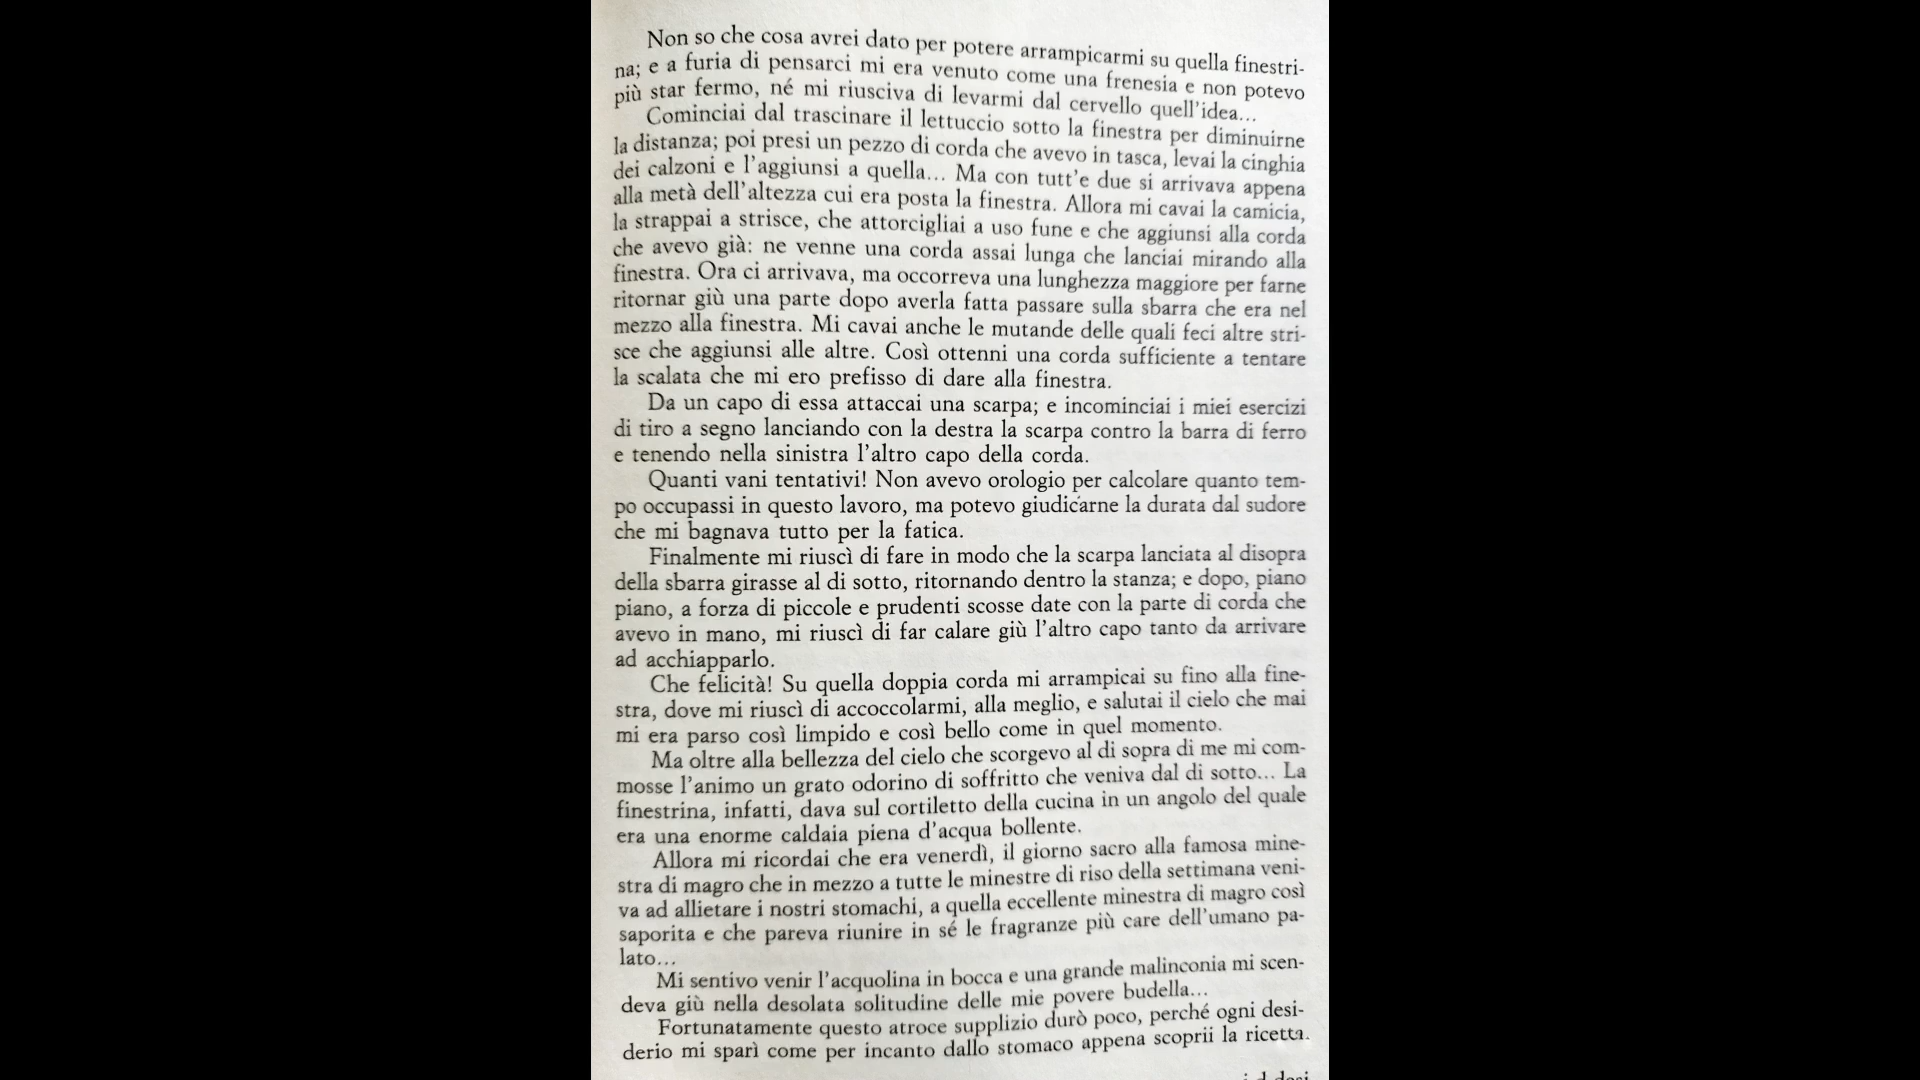 Non so che cosa avrei dato per potere arrampicarmi su quella finestri-
na; e a furia di pensarci mi era venuto come una frenesia e non potevo
più star fermo, né mi riusciva di levarmi dal cervello quell'idea...
Cominciai dal trascinare il lettuccio sotto la finestra per diminuirne
la distanza; poi presi un pezzo di corda che avevo in tasca, levai la cinghia
dei calzoni e l'aggiunsi a quella... Ma con tutt'e due si arrivava appena
alla metà dell'altezza cui era posta la finestra. Allora mi cavai la camicia,
la strappai a strisce, che attorcigliai a uso fune e che aggiunsi alla corda
che avevo già: ne venne una corda assai lunga che lanciai mirando alla
finestra. Ora ci arrivava, ma occorreva una lunghezza maggiore per farne
ritornar giù una parte dopo averla fatta passare sulla sbarra che era nel
mezzo alla finestra. Mi cavai anche le mutande delle quali feci altre stri-
sce che aggiunsi alle altre. Così ottenni una corda sufficiente a tentare
la scalata che mi ero prefisso di dare alla finestra.
Da un capo di essa attaccai una scarpa; e incominciai i miei esercizi
di tiro a segno lanciando con la destra la scarpa contro la barra di ferro
e tenendo nella sinistra l'altro capo della corda.
Quanti vani tentativi! Non avevo orologio per calcolare quanto tem-
po occupassi in questo lavoro, ma potevo giudicarne la durata dal sudore
che mi bagnava tutto per la fatica.
Finalmente mi riuscì di fare in modo che la scarpa lanciata al disopra
della sbarra girasse al di sotto, ritornando dentro la stanza; e dopo, piano
piano, a forza di piccole e prudenti scosse date con la parte di corda che
avevo in mano, mi riuscì di far calare giù l'altro capo tanto da arrivare
ad acchiapparlo.
Che felicità! Su quella doppia corda mi arrampicai su fino alla fine-
stra, dove mi riuscì di accoccolarmi, alla meglio, e salutai il cielo che mai
mi era parso così limpido e così bello come in quel momento.
Ma oltre alla bellezza del cielo che scorgevo al di sopra di me mi com-
mosse l'animo un grato odorino di soffritto che veniva dal di sotto... La
finestrina, infatti, dava sul cortiletto della cucina in un angolo del quale
era una enorme caldaia piena d'acqua bollente.
Allora mi ricordai che era venerdì, il giorno sacro alla famosa mine-
stra di magro che in mezzo a tutte le minestre di riso della settimana veni-
va ad allietare i nostri stomachi, a quella eccellente minestra di magro così
saporita e che pareva riunire in sé le fragranze più care dell'umano pa-
lato...
Mi sentivo venir l'acquolina in bocca e una grande malinconia mi scen-
deva giù nella desolata solitudine delle mie povere budella...
Fortunatamente questo atroce supplizio durò poco, perché ogni desi-
derio mi sparì come per incanto dallo stomaco appena scoprii la ricetta.